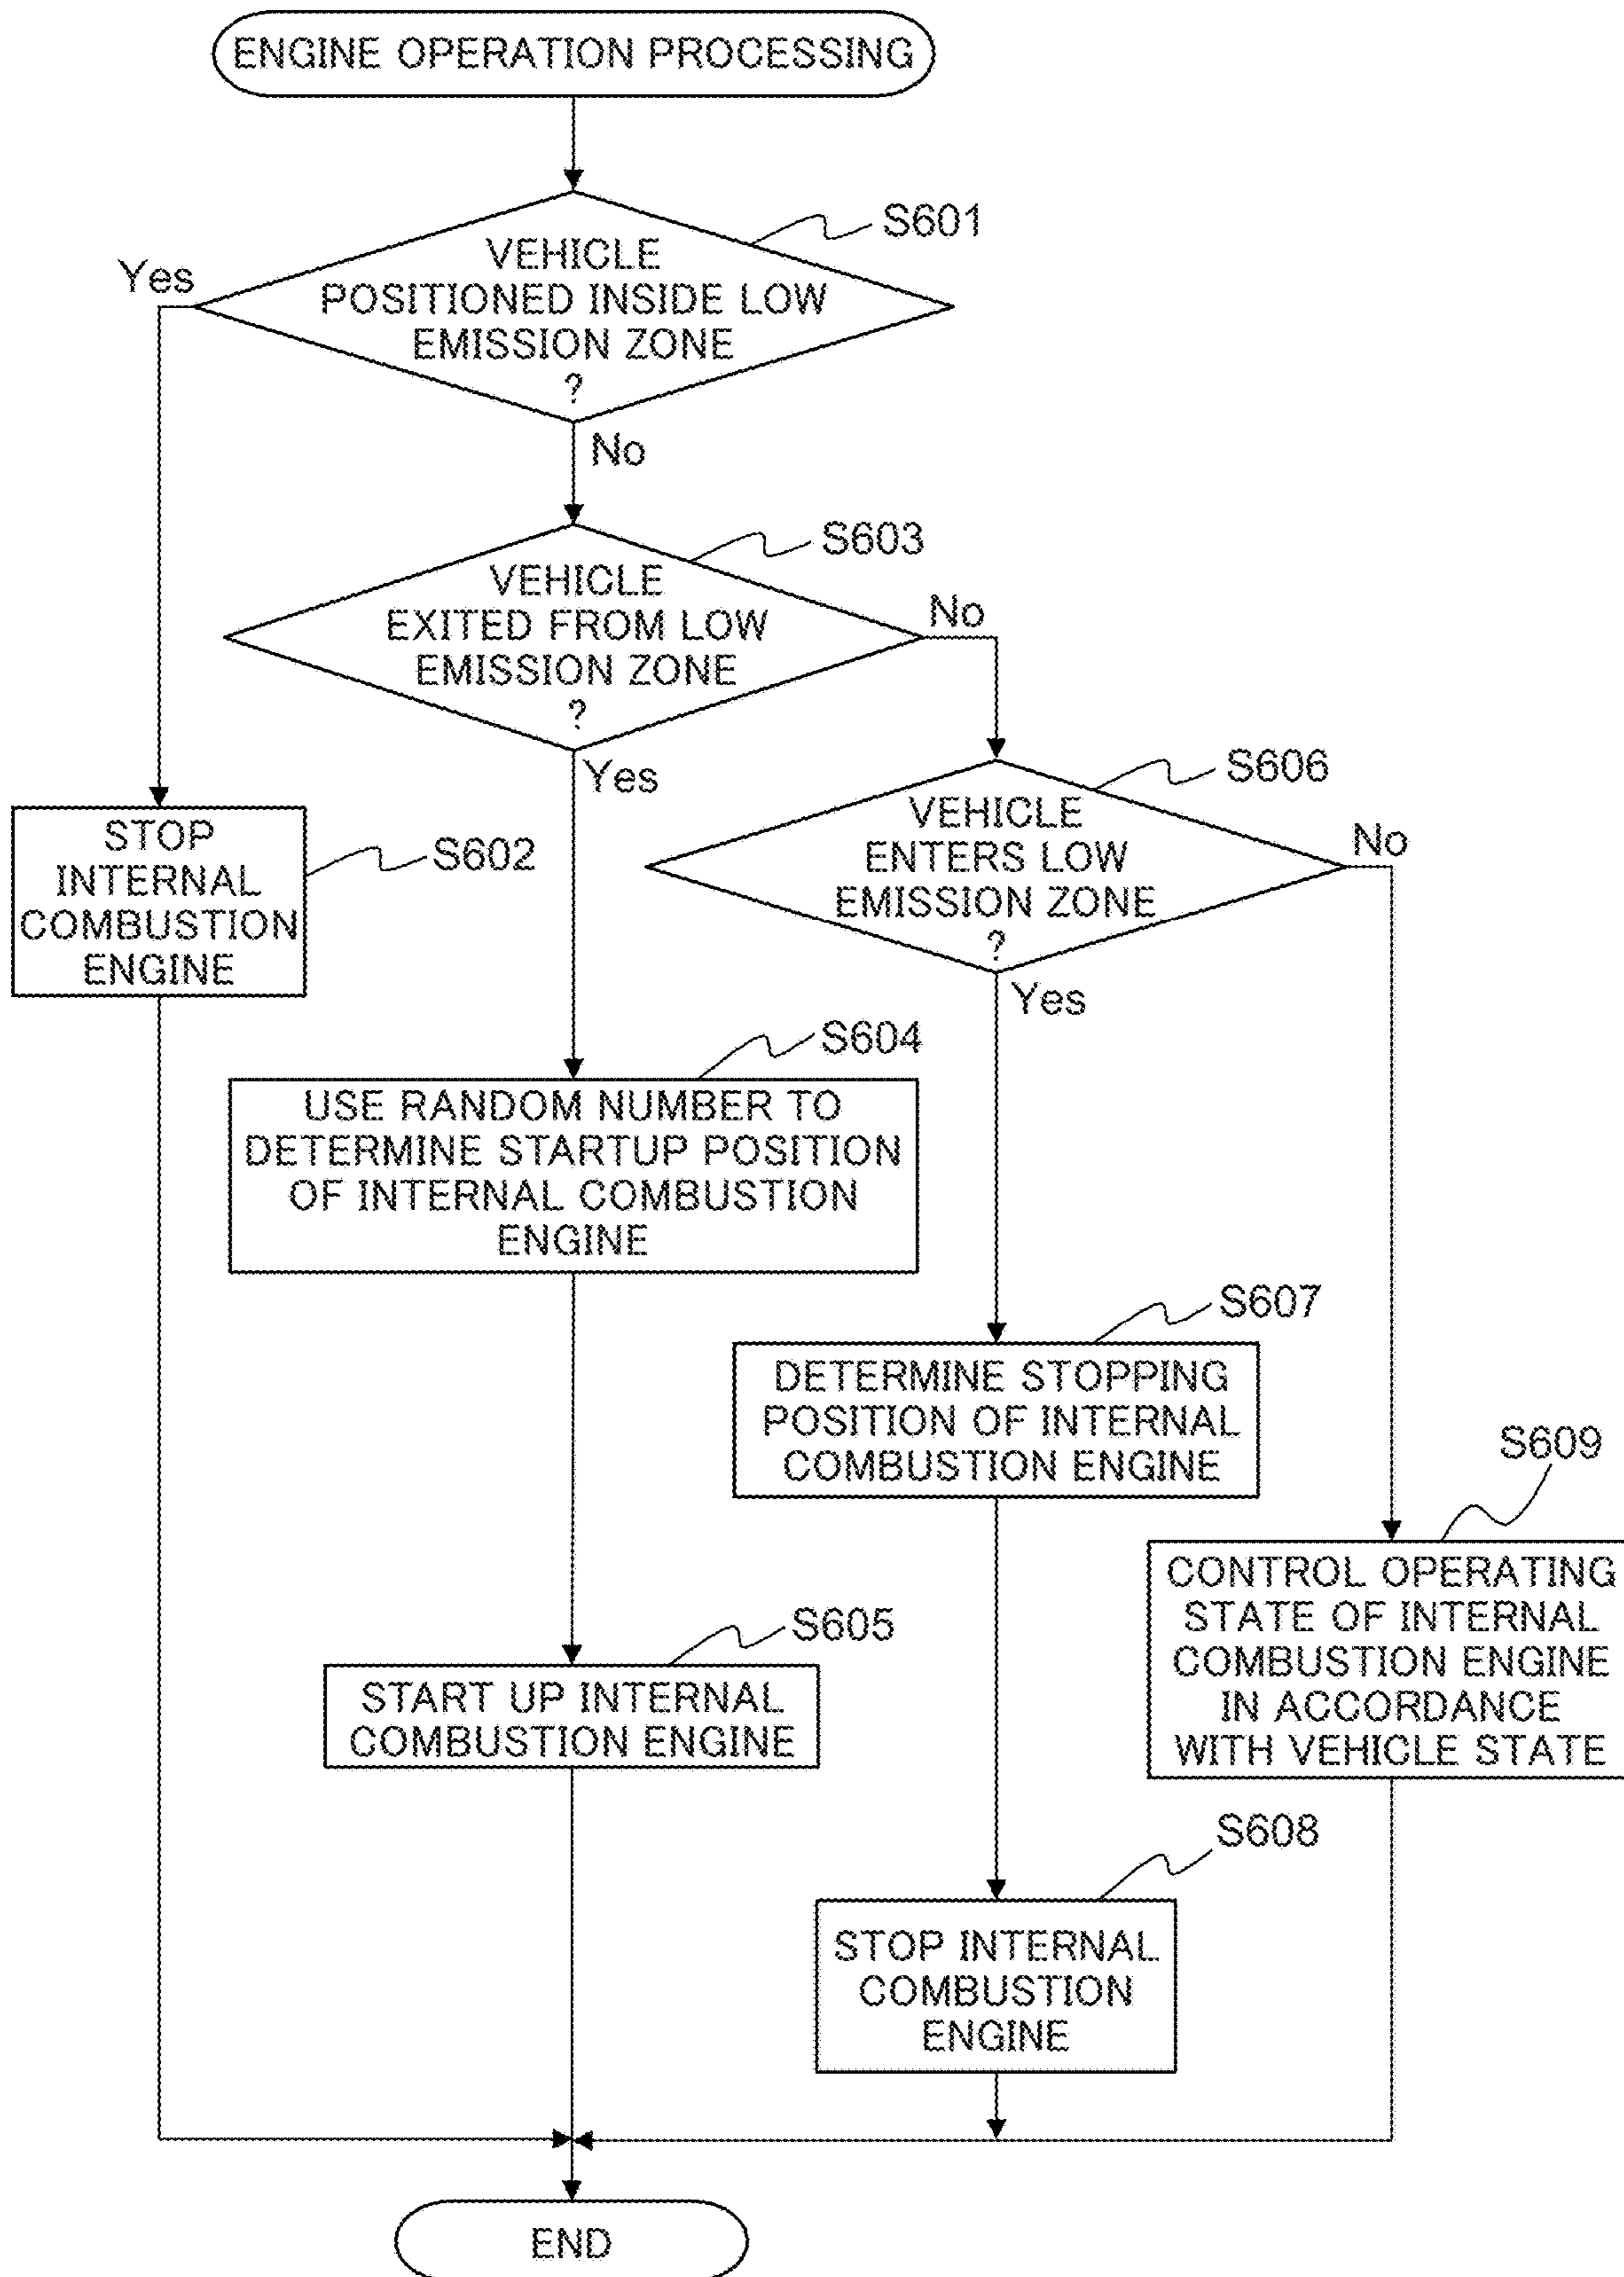 ENGINE OPERATION PROCESSING
S601
VEHICLE
POSITIONED INSIDE LOW
EMISSION ZONE
?
Yes
No
S603
VEHICLE
EXITED FROM LOW
EMISSION ZONE
?
No
Yes
S606
VEHICLE
ENTERS LOW
EMISSION ZONE
?
No
Yes
STOP
INTERNAL
COMBUSTION
ENGINE
S602
S604
USE RANDOM NUMBER TO
DETERMINE STARTUP POSITION
OF INTERNAL COMBUSTION
ENGINE
S607
DETERMINE STOPPING
POSITION OF INTERNAL
COMBUSTION ENGINE
S609
CONTROL OPERATING
STATE OF INTERNAL
COMBUSTION ENGINE
IN ACCORDANCE
WITH VEHICLE STATE
S605
START UP INTERNAL
COMBUSTION ENGINE
S608
STOP INTERNAL
COMBUSTION
ENGINE
END